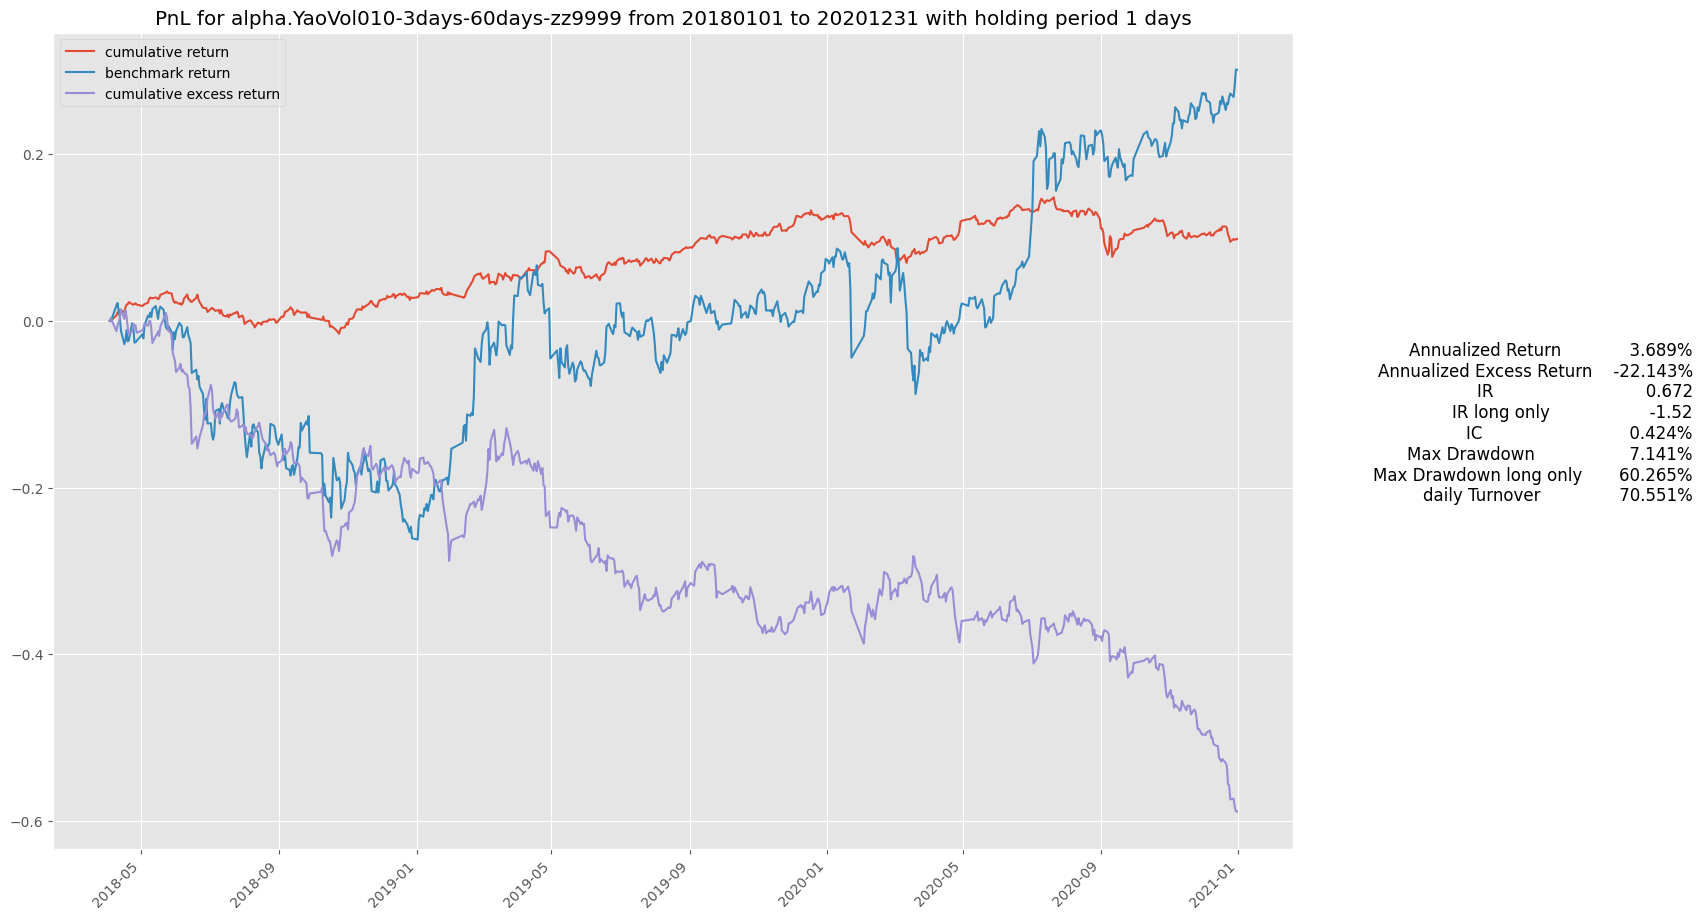 PnL for alpha.YaoVol010-3days-60days-zz9999 from 20180101 to 20201231 with holding period 1 days
cumulative return
benchmark return
cumulative excess return
0.2
0.0
−0.2
−0.4
−0.6
2018-05
2018-09
2019-01
2019-05
2019-09
2020-01
2020-05
2020-09
2021-01
Annualized Return 3.689%
Annualized Excess Return -22.143%
IR 0.672
IR long only -1.52
IC 0.424%
Max Drawdown 7.141%
Max Drawdown long only 60.265%
daily Turnover 70.551%